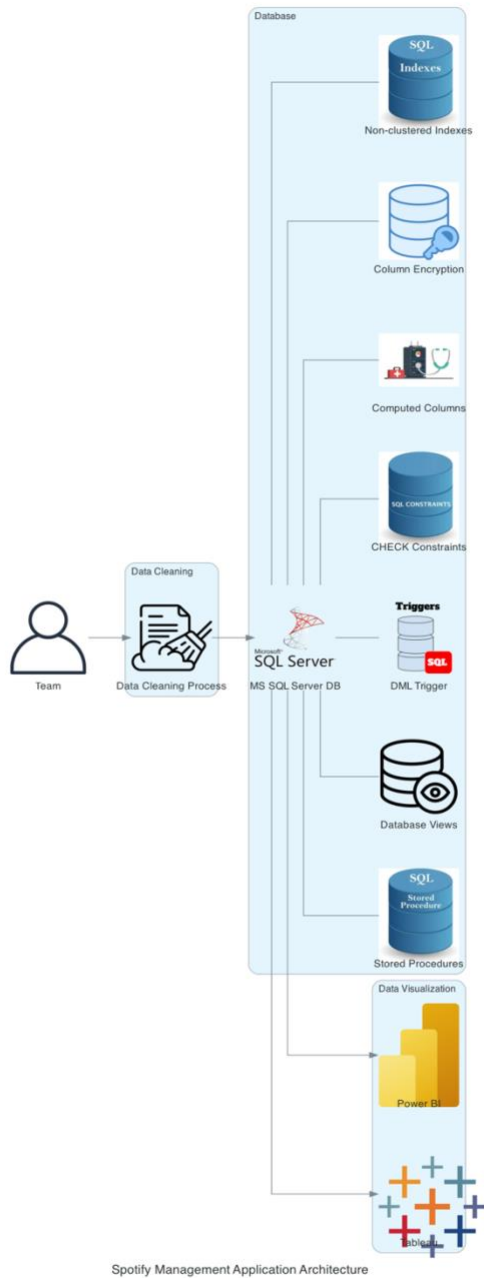 Database
SQL
Indexes
Non-clustered Indexes
Column Encryption
Computed Columns
SQL CONSTRAINTS
CHECK Constraints
Data Cleaning
Team
Data Cleaning Process
Microsoft®
SQL Server
MS SQL Server DB
Triggers
SQL
DML Trigger
Database Views
SQL
Stored
Procedure
Stored Procedures
Data Visualization
Power BI
Tableau
Spotify Management Application Architecture